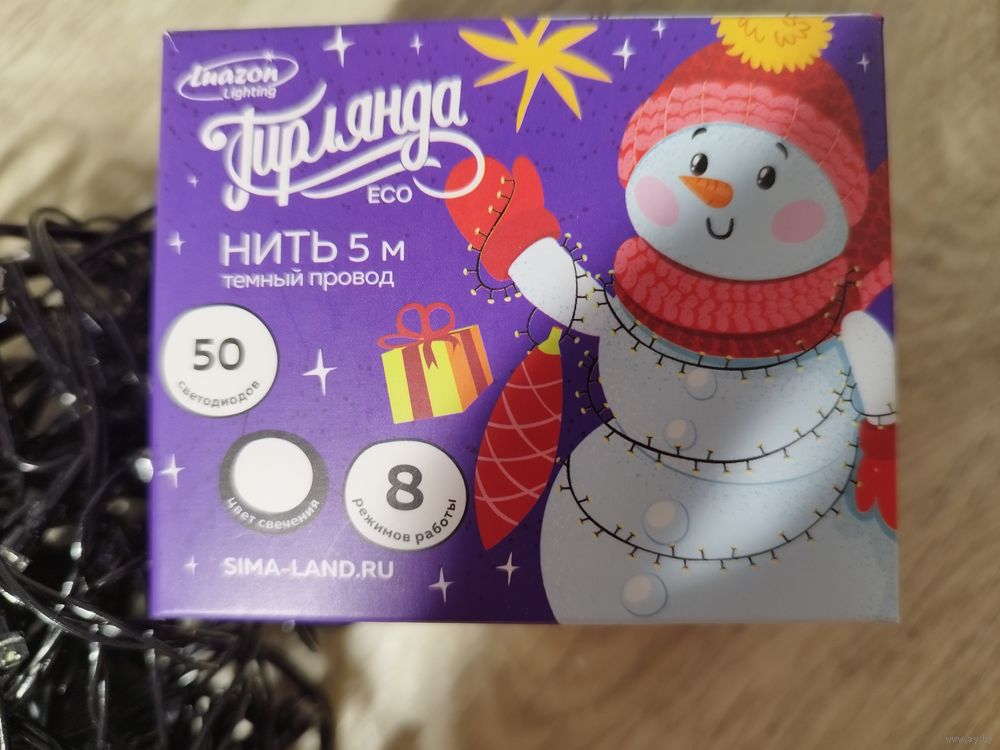 Luazon
Lighting
Гирлянда
ECO
НИТЬ 5 м
темный провод
50
светодиодов
цвет свечения
8
режимов работы
SIMA-LAND.RU